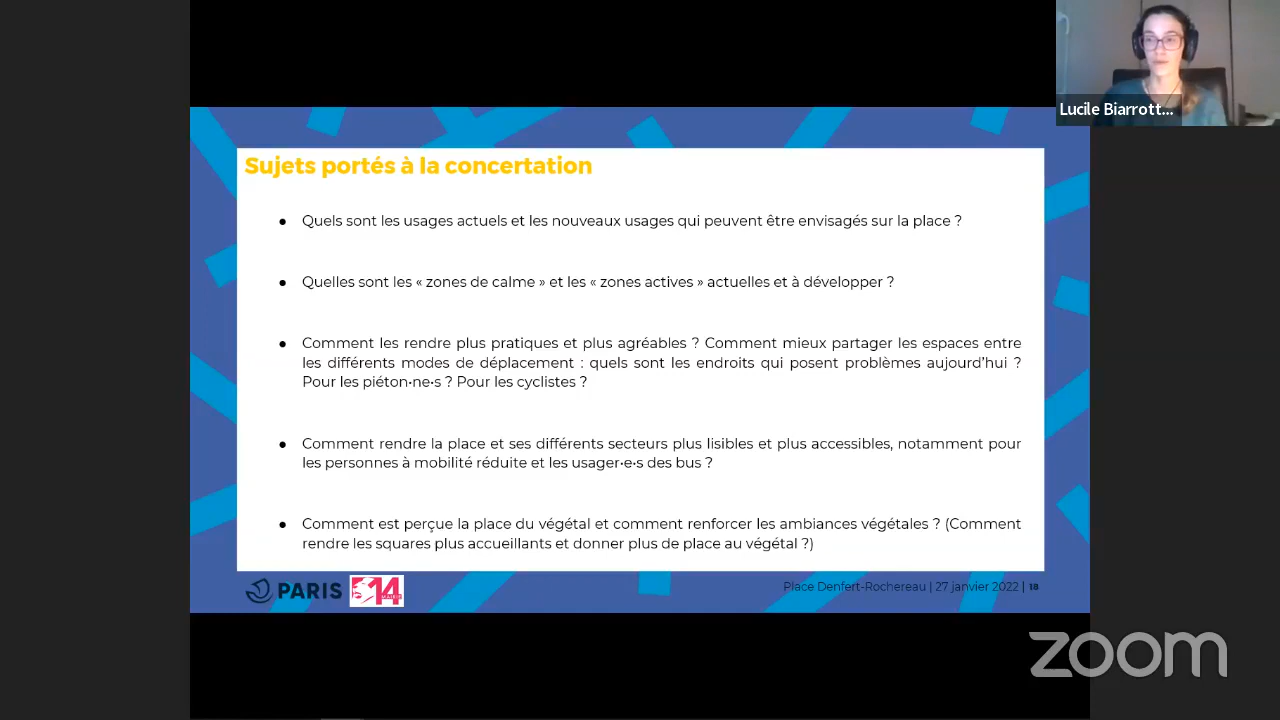 Lucile Biarrott...
Sujets portés à la concertation
● Quels sont les usages actuels et les nouveaux usages qui peuvent être envisagés sur la place ?
● Quelles sont les « zones de calme » et les « zones actives » actuelles et à développer ?
● Comment les rendre plus pratiques et plus agréables ? Comment mieux partager les espaces entre
les différents modes de déplacement : quels sont les endroits qui posent problèmes aujourd'hui ?
Pour les piéton·ne·s ? Pour les cyclistes ?
● Comment rendre la place et ses différents secteurs plus lisibles et plus accessibles, notamment pour
les personnes à mobilité réduite et les usager·e·s des bus ?
● Comment est perçue la place du végétal et comment renforcer les ambiances végétales ? (Comment
rendre les squares plus accueillants et donner plus de place au végétal ?)
PARIS
14
MAIRIE
Place Denfert-Rochereau | 27 janvier 2022 | 18
zoom